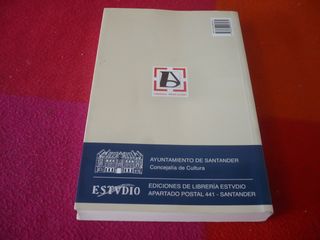 AYUNTAMIENTO DE SANTANDER
Concejalía de Cultura
ESTVDIO
EDICIONES DE LIBRERÍA ESTVDIO
APARTADO POSTAL 441 - SANTANDER